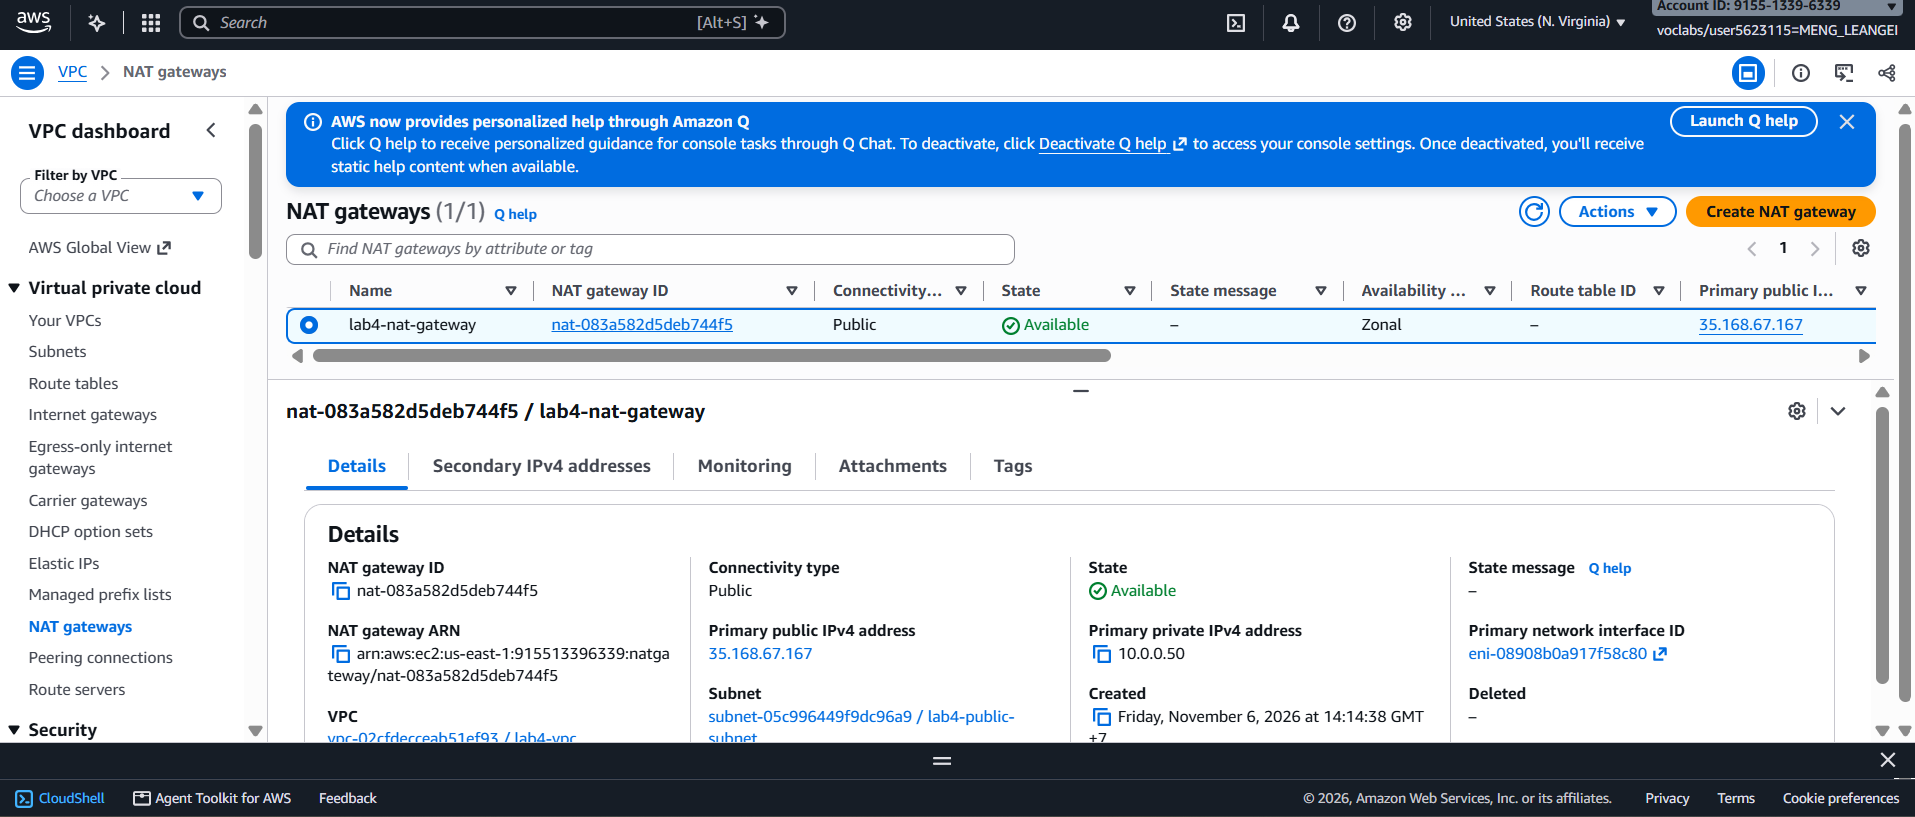 aws
Search
[Alt+S]
United States (N. Virginia)
Account ID: 9155-1339-6339
voclabs/user5623115=MENG_LEANGEI
VPC
NAT gateways
VPC dashboard
Filter by VPC
Choose a VPC
AWS Global View
Virtual private cloud
Your VPCs
Subnets
Route tables
Internet gateways
Egress-only internet
gateways
Carrier gateways
DHCP option sets
Elastic IPs
Managed prefix lists
NAT gateways
Peering connections
Route servers
Security
AWS now provides personalized help through Amazon Q
Click Q help to receive personalized guidance for console tasks through Q Chat. To deactivate, click Deactivate Q help to access your console settings. Once deactivated, you'll receive
static help content when available.
Launch Q help
NAT gateways (1/1) Q help
Actions
Create NAT gateway
Find NAT gateways by attribute or tag
1
Name NAT gateway ID Connectivity... State State message Availability ... Route table ID Primary public I...
lab4-nat-gateway nat-083a582d5deb744f5 Public Available – Zonal – 35.168.67.167
nat-083a582d5deb744f5 / lab4-nat-gateway
Details Secondary IPv4 addresses Monitoring Attachments Tags
Details
NAT gateway ID
nat-083a582d5deb744f5
NAT gateway ARN
arn:aws:ec2:us-east-1:915513396339:natga
teway/nat-083a582d5deb744f5
VPC
vpc-02cfdecceab51ef93 / lab4-vpc
Connectivity type
Public
Primary public IPv4 address
35.168.67.167
Subnet
subnet-05c996449f9dc96a9 / lab4-public-
subnet
State
Available
Primary private IPv4 address
10.0.0.50
Created
Friday, November 6, 2026 at 14:14:38 GMT
+7
State message Q help
–
Primary network interface ID
eni-08908b0a917f58c80
Deleted
–
CloudShell
Agent Toolkit for AWS
Feedback
© 2026, Amazon Web Services, Inc. or its affiliates.
Privacy
Terms
Cookie preferences